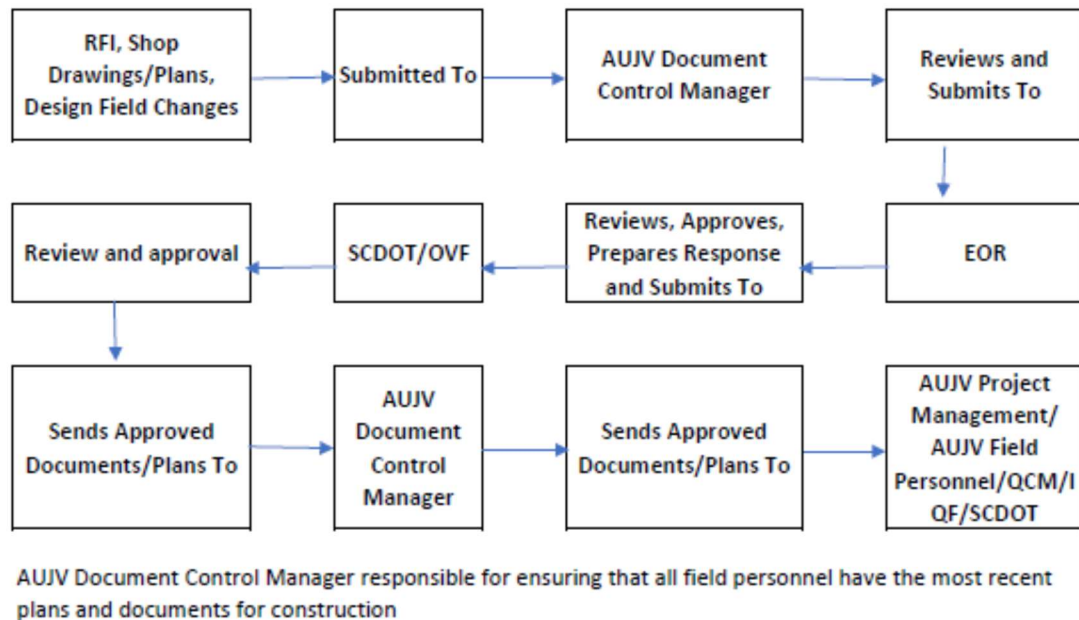 RFI, Shop
Drawings/Plans,
Design Field Changes
Submitted To
AUJV Document
Control Manager
Reviews and
Submits To
EOR
Reviews, Approves,
Prepares Response
and Submits To
SCDOT/OVF
Review and approval
Sends Approved
Documents/Plans To
AUJV
Document
Control
Manager
Sends Approved
Documents/Plans To
AUJV Project
Management/
AUJV Field
Personnel/QCM/I
QF/SCDOT
AUJV Document Control Manager responsible for ensuring that all field personnel have the most recent
plans and documents for construction